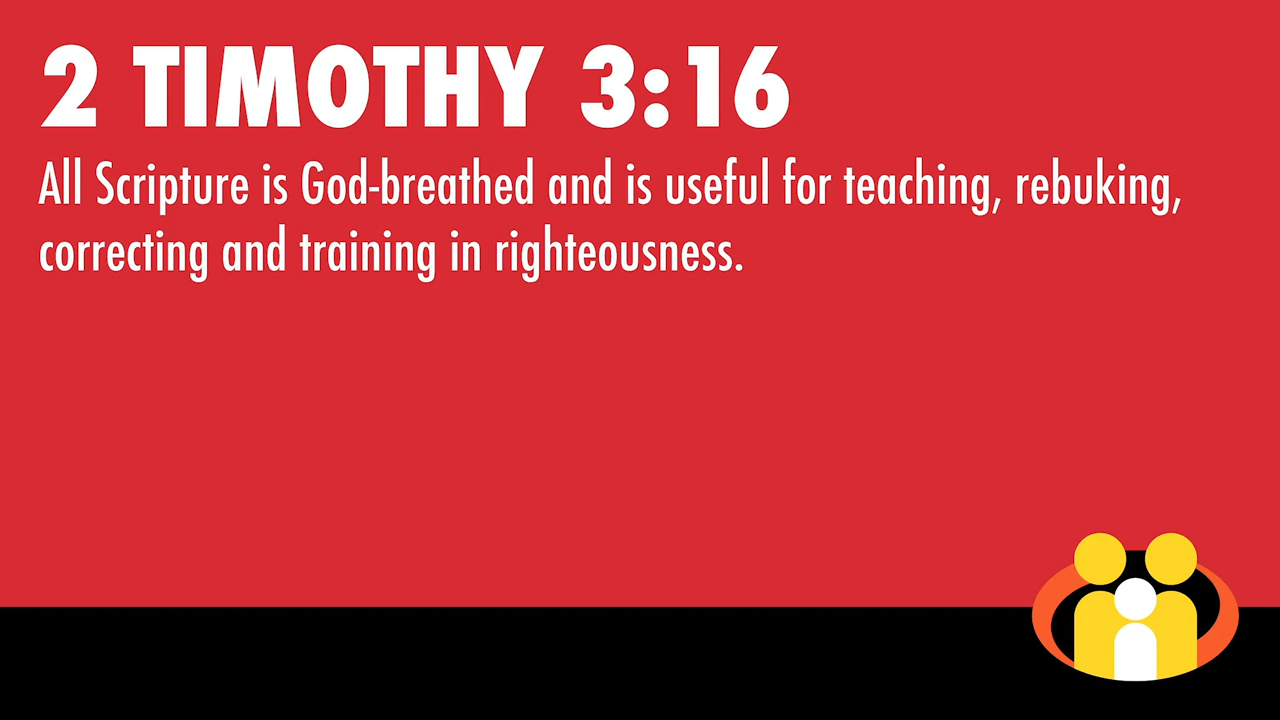 2 TIMOTHY 3:16
All Scripture is God-breathed and is useful for teaching, rebuking,
correcting and training in righteousness.